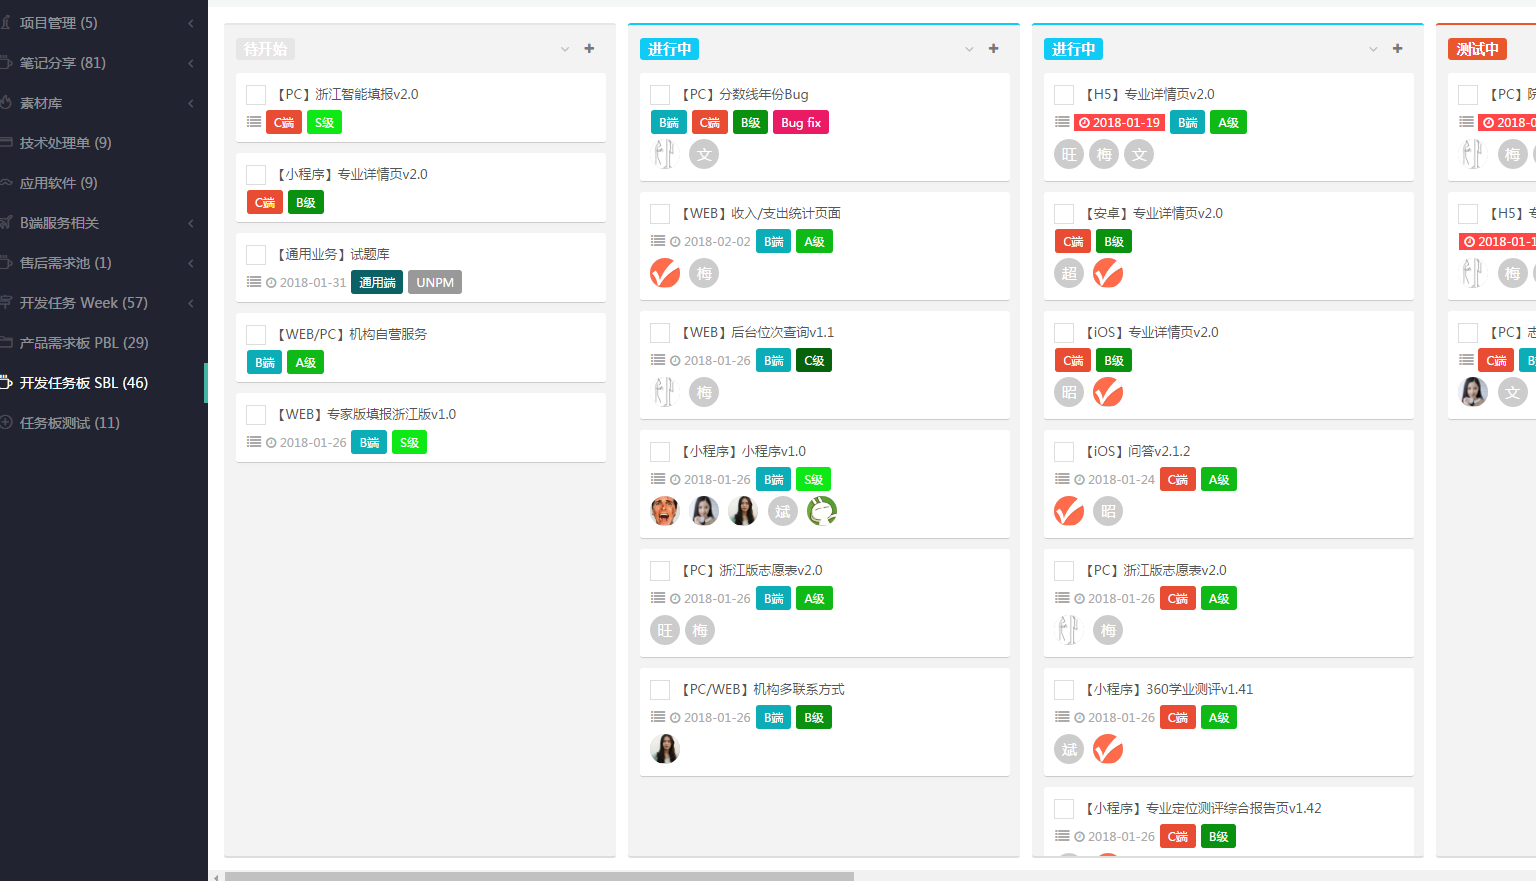 项目管理 (5)
笔记分享 (81)
素材库
技术处理单 (9)
应用软件 (9)
B端服务相关
售后需求池 (1)
开发任务 Week (57)
产品需求板 PBL (29)
开发任务板 SBL (46)
任务板测试 (11)
待开始
【PC】浙江智能填报v2.0
C端 S级
【小程序】专业详情页v2.0
C端 B级
【通用业务】试题库
2018-01-31 通用端 UNPM
【WEB/PC】机构自营服务
B端 A级
【WEB】专家版填报浙江版v1.0
2018-01-26 B端 S级
进行中
【PC】分数线年份Bug
B端 C端 B级 Bug fix
文
【WEB】收入/支出统计页面
2018-02-02 B端 A级
梅
【WEB】后台位次查询v1.1
2018-01-26 B端 C级
梅
【小程序】小程序v1.0
2018-01-26 B端 S级
斌
【PC】浙江版志愿表v2.0
2018-01-26 B端 A级
旺 梅
【PC/WEB】机构多联系方式
2018-01-26 B端 B级
进行中
【H5】专业详情页v2.0
2018-01-19 B端 A级
旺 梅 文
【安卓】专业详情页v2.0
C端 B级
超
【iOS】专业详情页v2.0
C端 B级
昭
【iOS】问答v2.1.2
2018-01-24 C端 A级
昭
【PC】浙江版志愿表v2.0
2018-01-26 C端 A级
梅
【小程序】360学业测评v1.41
2018-01-26 C端 A级
斌
【小程序】专业定位测评综合报告页v1.42
2018-01-26 C端 B级
测试中
【PC】院
2018-0
梅
【H5】专
2018-01-1
梅
【PC】志
C端 B
文